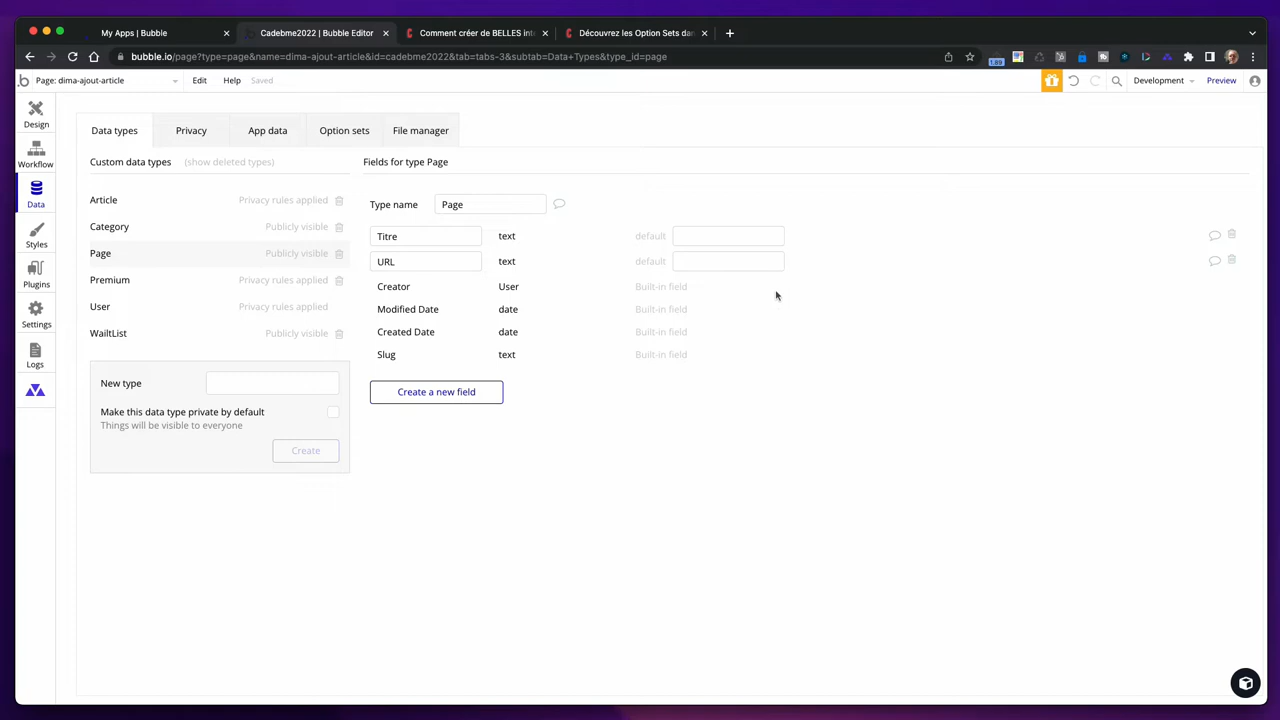 My Apps | Bubble
Cadebme2022 | Bubble Editor
Comment créer de BELLES int
Découvrez les Option Sets dan
bubble.io/page?type=page&name=dima-ajout-article&id=cadebme2022&tab=tabs-3&subtab=Data+Types&type_id=page
1.89
Page: dima-ajout-article
Edit
Help
Saved
Development
Preview
Design
Workflow
Data
Styles
Plugins
Settings
Logs
Data types
Privacy
App data
Option sets
File manager
Custom data types (show deleted types)
Article Privacy rules applied
Category Publicly visible
Page Publicly visible
Premium Privacy rules applied
User Privacy rules applied
WailtList Publicly visible
New type
Make this data type private by default
Things will be visible to everyone
Create
Fields for type Page
Type name Page
Titre text default
URL text default
Creator User Built-in field
Modified Date date Built-in field
Created Date date Built-in field
Slug text Built-in field
Create a new field